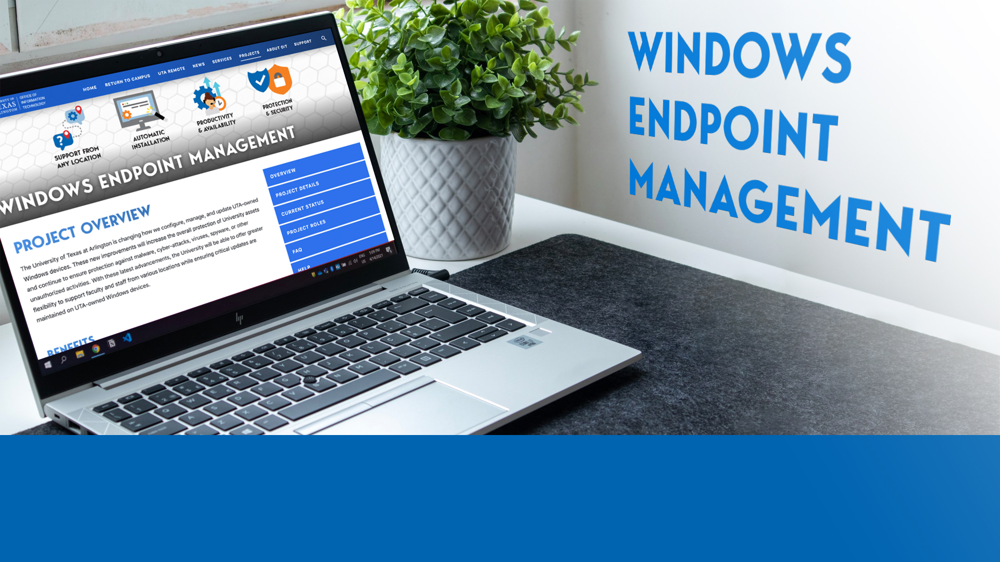 HOME
RETURN TO CAMPUS
UTA REMOTE
NEWS
SERVICES
PROJECTS
ABOUT OIT
SUPPORT
OFFICE OF
INFORMATION
TECHNOLOGY
SUPPORT FROM
ANY LOCATION
AUTOMATIC
INSTALLATION
PRODUCTIVITY
& AVAILABILITY
PROTECTION
& SECURITY
WINDOWS ENDPOINT MANAGEMENT
PROJECT OVERVIEW
The University of Texas at Arlington is changing how we configure, manage, and update UTA-owned
Windows devices. These new improvements will increase the overall protection of University assets
and continue to ensure protection against malware, cyber-attacks, viruses, spyware, or other
unauthorized activities. With these latest advancements, the University will be able to offer greater
flexibility to support faculty and staff from various locations while ensuring critical updates are
maintained on UTA-owned Windows devices.
BENEFITS
OVERVIEW
PROJECT DETAILS
CURRENT STATUS
PROJECT ROLES
FAQ
HELP
ENG
US
5:09 PM
4/14/2021
hp
WINDOWS
ENDPOINT
MANAGEMENT